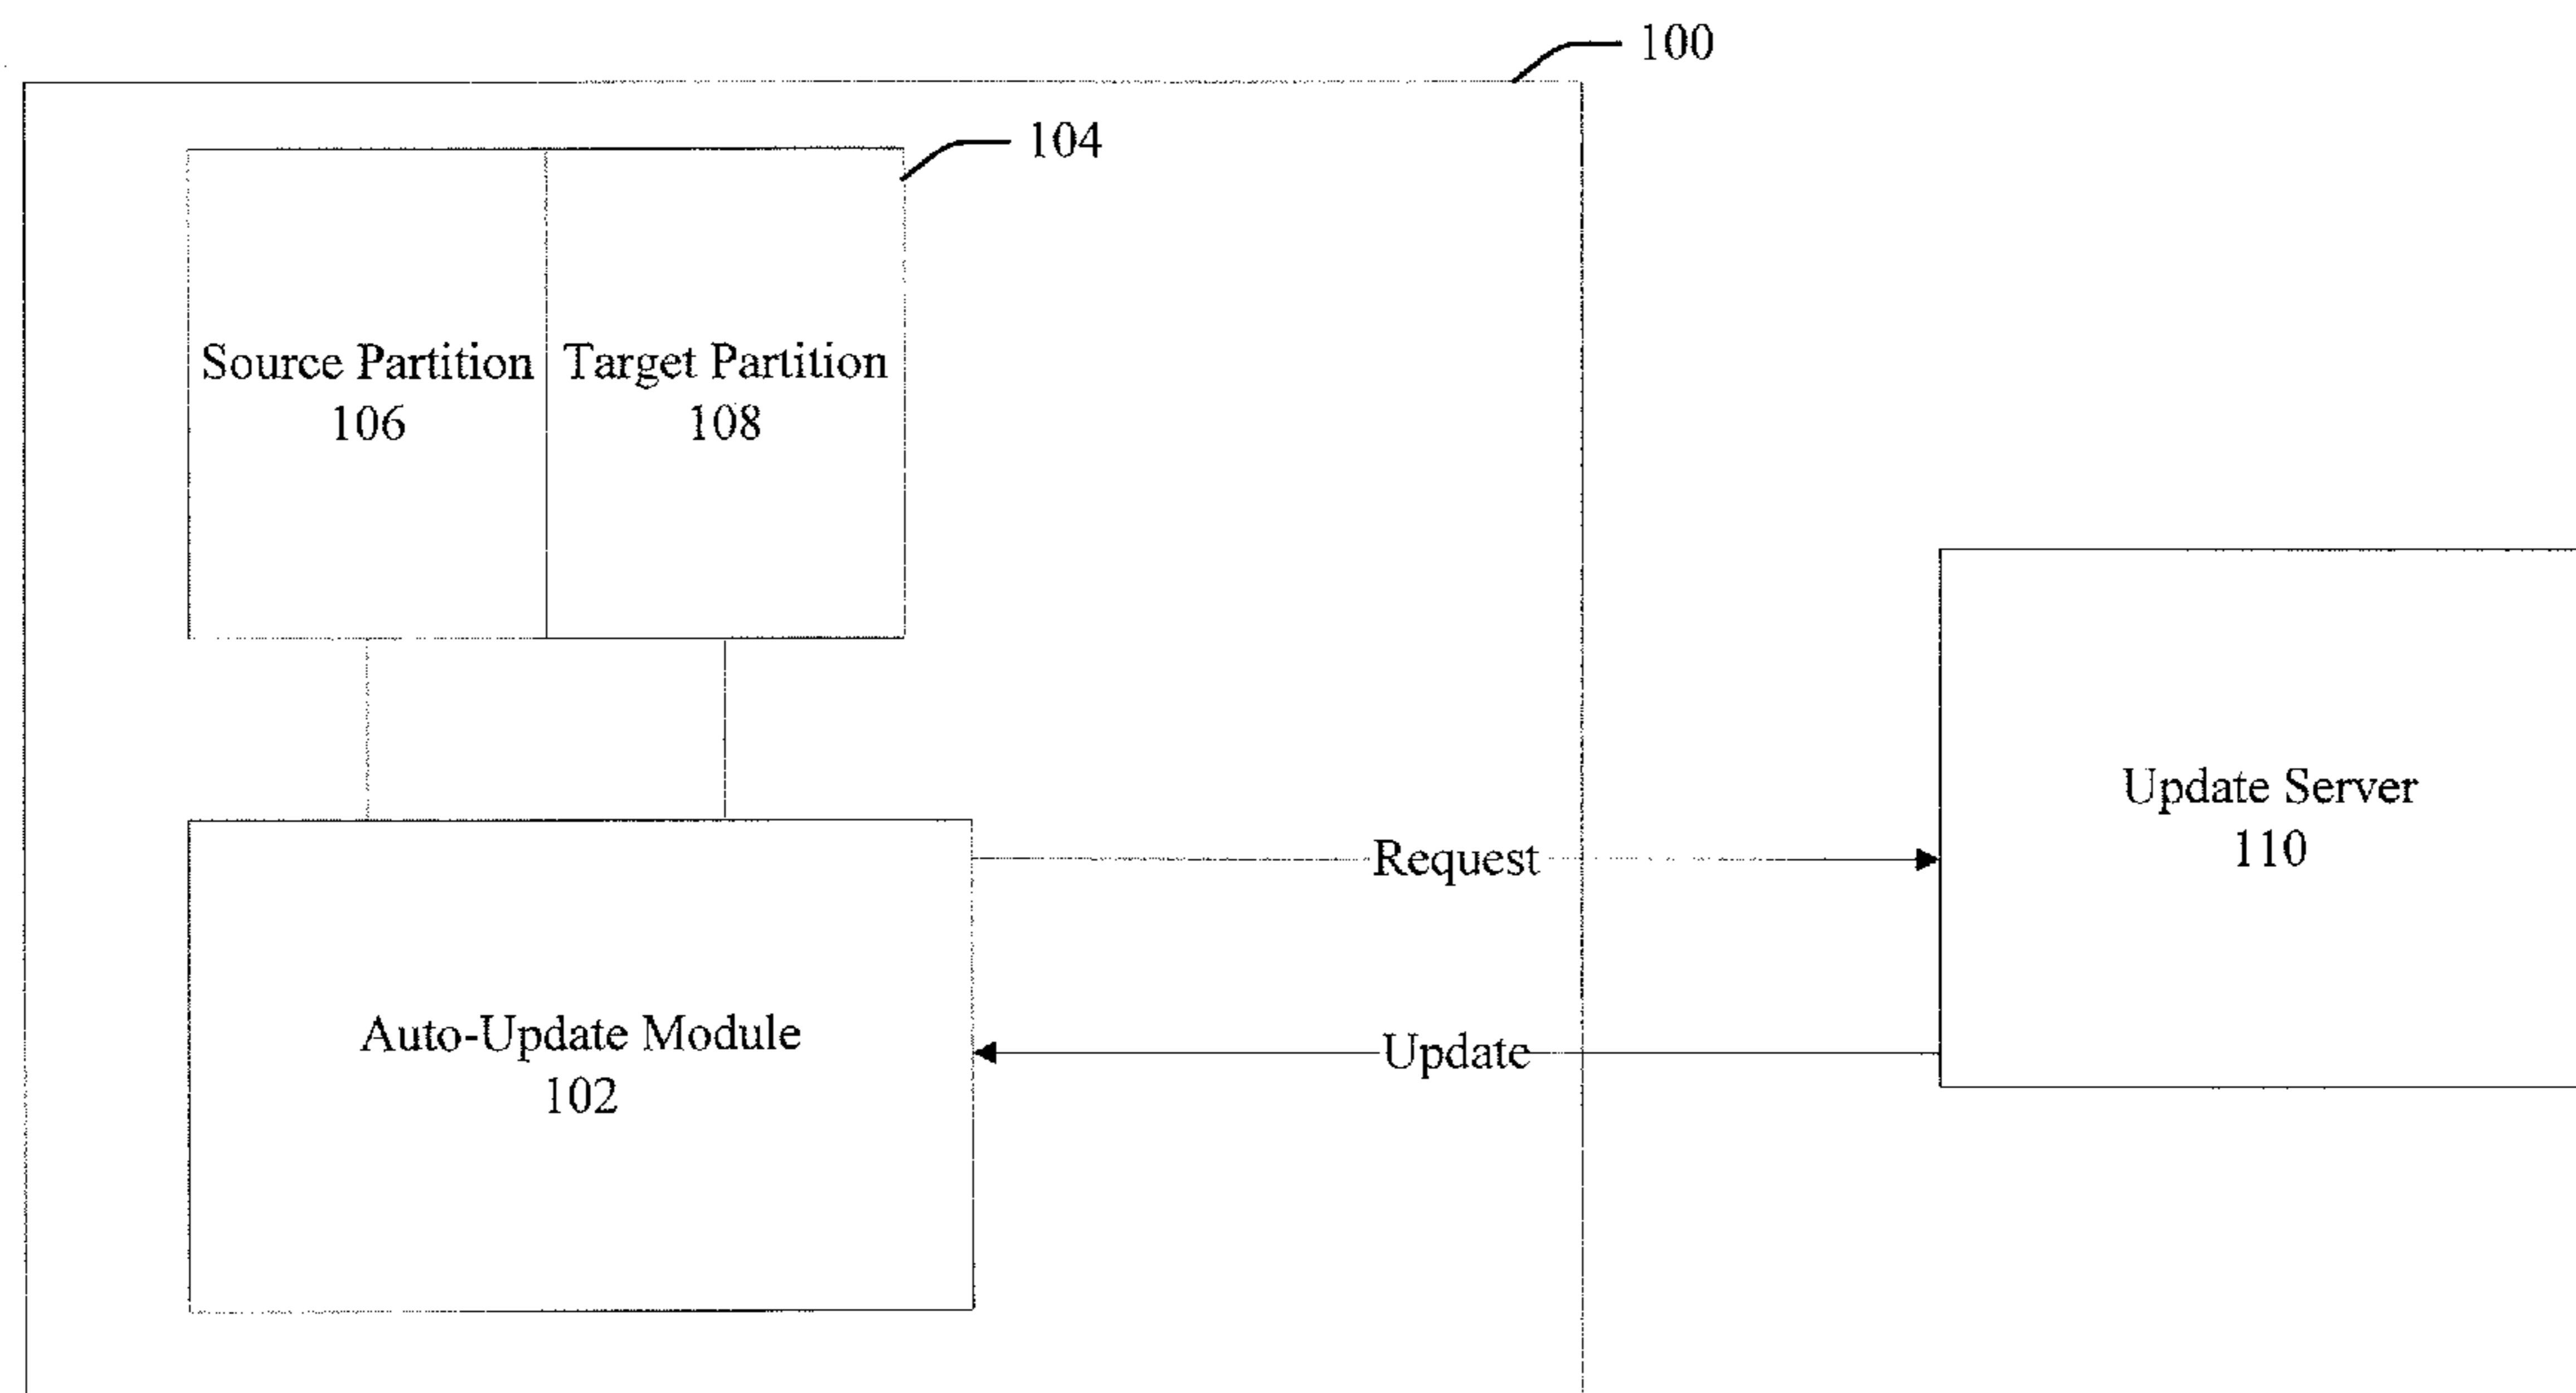 100
104
Source Partition
106
Target Partition
108
Request
Update Server
110
Auto-Update Module
102
Update